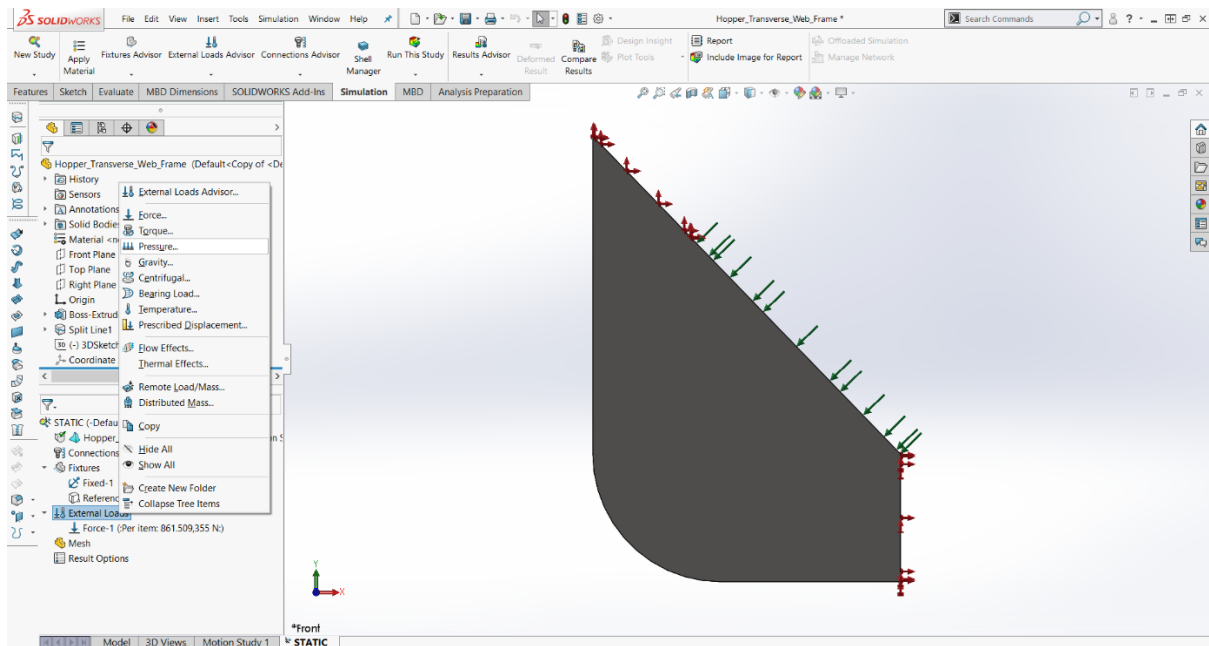 SOLIDWORKS File Edit View Insert Tools Simulation Window Help Hopper_Transverse_Web_Frame * Search Commands
New Study Apply Material Fixtures Advisor External Loads Advisor Connections Advisor Shell Manager Run This Study Results Advisor Deformed Result Compare Results Design Insight Plot Tools Report Include Image for Report Offloaded Simulation Manage Network
Features Sketch Evaluate MBD Dimensions SOLIDWORKS Add-Ins Simulation MBD Analysis Preparation
Hopper_Transverse_Web_Frame (Default<Copy of <De
History
Sensors
Annotations
Solid Bodie
Material <n
Front Plane
Top Plane
Right Plane
Origin
Boss-Extrud
Split Line1
(-) 3DSketch
Coordinate
External Loads Advisor...
Force...
Torque...
Pressure...
Gravity...
Centrifugal...
Bearing Load...
Temperature...
Prescribed Displacement...
Flow Effects...
Thermal Effects...
Remote Load/Mass...
Distributed Mass...
Copy
Hide All
Show All
Create New Folder
Collapse Tree Items
STATIC (-Defau
Hopper_
Connections
Fixtures
Fixed-1
Referenc
External Loads
Force-1 (:Per item: 861.509,355 N:)
Mesh
Result Options
Y
X
*Front
Model 3D Views Motion Study 1 STATIC